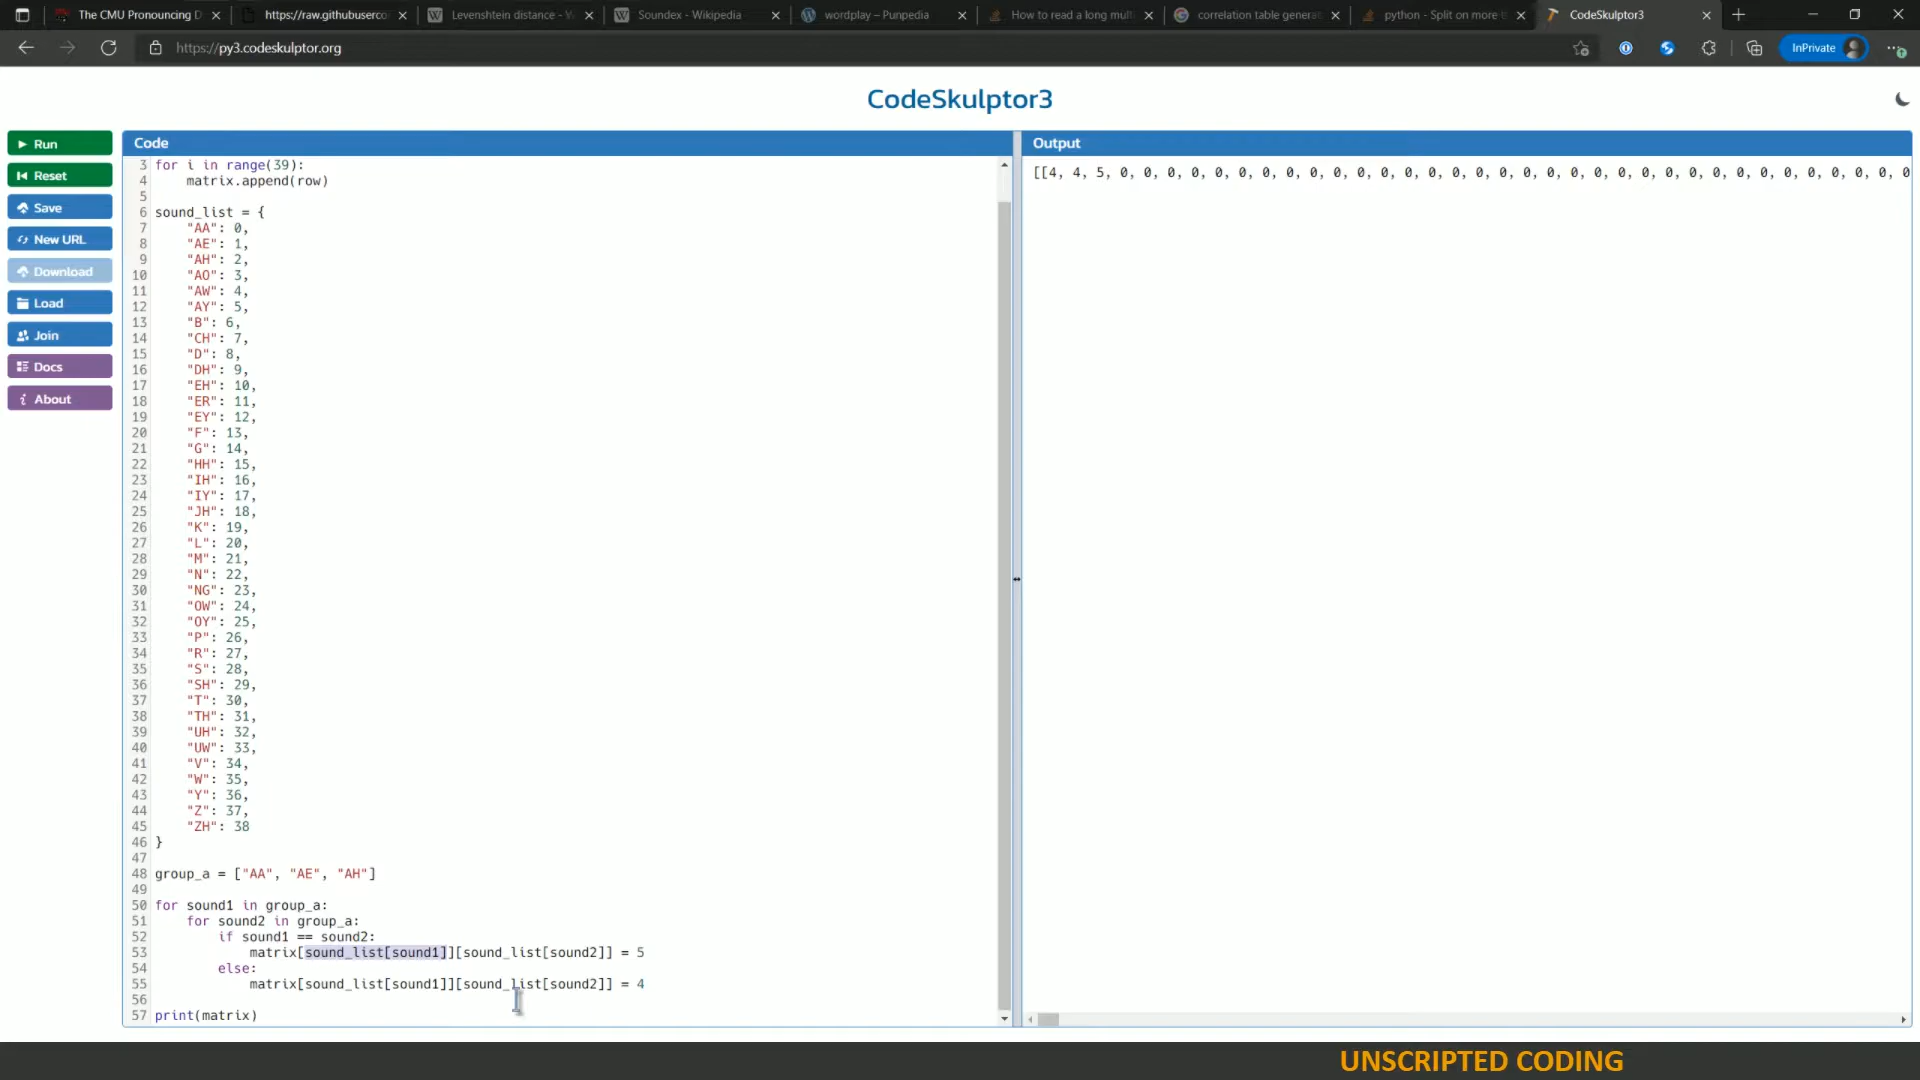 The CMU Pronouncing D
https://raw.githubuserco
Levenshtein distance - W
Soundex - Wikipedia
wordplay – Punpedia
How to read a long mult
correlation table genera
python - Split on more t
CodeSkulptor3
https://py3.codeskulptor.org
InPrivate
CodeSkulptor3
Run
Reset
Save
New URL
Download
Load
Join
Docs
About
Code
3 for i in range(39):
4     matrix.append(row)
5
6 sound_list = {
7     "AA": 0,
8     "AE": 1,
9     "AH": 2,
10     "AO": 3,
11     "AW": 4,
12     "AY": 5,
13     "B": 6,
14     "CH": 7,
15     "D": 8,
16     "DH": 9,
17     "EH": 10,
18     "ER": 11,
19     "EY": 12,
20     "F": 13,
21     "G": 14,
22     "HH": 15,
23     "IH": 16,
24     "IY": 17,
25     "JH": 18,
26     "K": 19,
27     "L": 20,
28     "M": 21,
29     "N": 22,
30     "NG": 23,
31     "OW": 24,
32     "OY": 25,
33     "P": 26,
34     "R": 27,
35     "S": 28,
36     "SH": 29,
37     "T": 30,
38     "TH": 31,
39     "UH": 32,
40     "UW": 33,
41     "V": 34,
42     "W": 35,
43     "Y": 36,
44     "Z": 37,
45     "ZH": 38
46 }
47
48 group_a = ["AA", "AE", "AH"]
49
50 for sound1 in group_a:
51     for sound2 in group_a:
52         if sound1 == sound2:
53             matrix[sound_list[sound1]][sound_list[sound2]] = 5
54         else:
55             matrix[sound_list[sound1]][sound_list[sound2]] = 4
56
57 print(matrix)
Output
[[4, 4, 5, 0, 0, 0, 0, 0, 0, 0, 0, 0, 0, 0, 0, 0, 0, 0, 0, 0, 0, 0, 0, 0, 0, 0, 0, 0, 0, 0, 0, 0, 0, 0, 0, 0, 0
UNSCRIPTED CODING